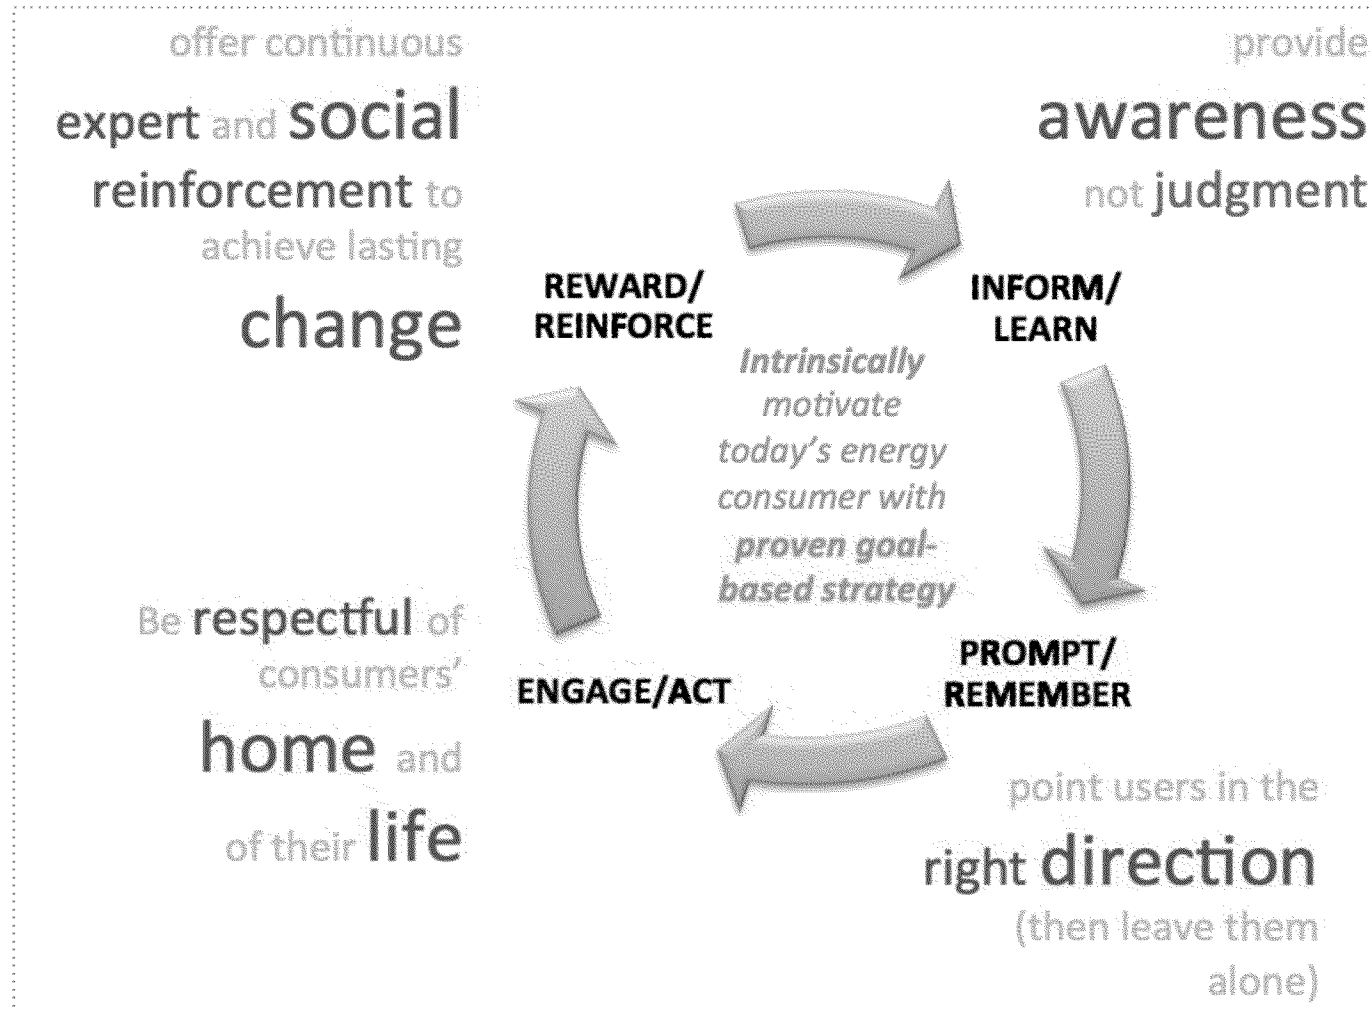 offer continuous
expert and social
reinforcement to
achieve lasting
change
provide
awareness
not judgment
REWARD/
REINFORCE
INFORM/
LEARN
Intrinsically
motivate
today's energy
consumer with
proven goal-
based strategy
Be respectful of
consumers'
home and
of their life
ENGAGE/ACT
PROMPT/
REMEMBER
point users in the
right direction
(then leave them
alone)